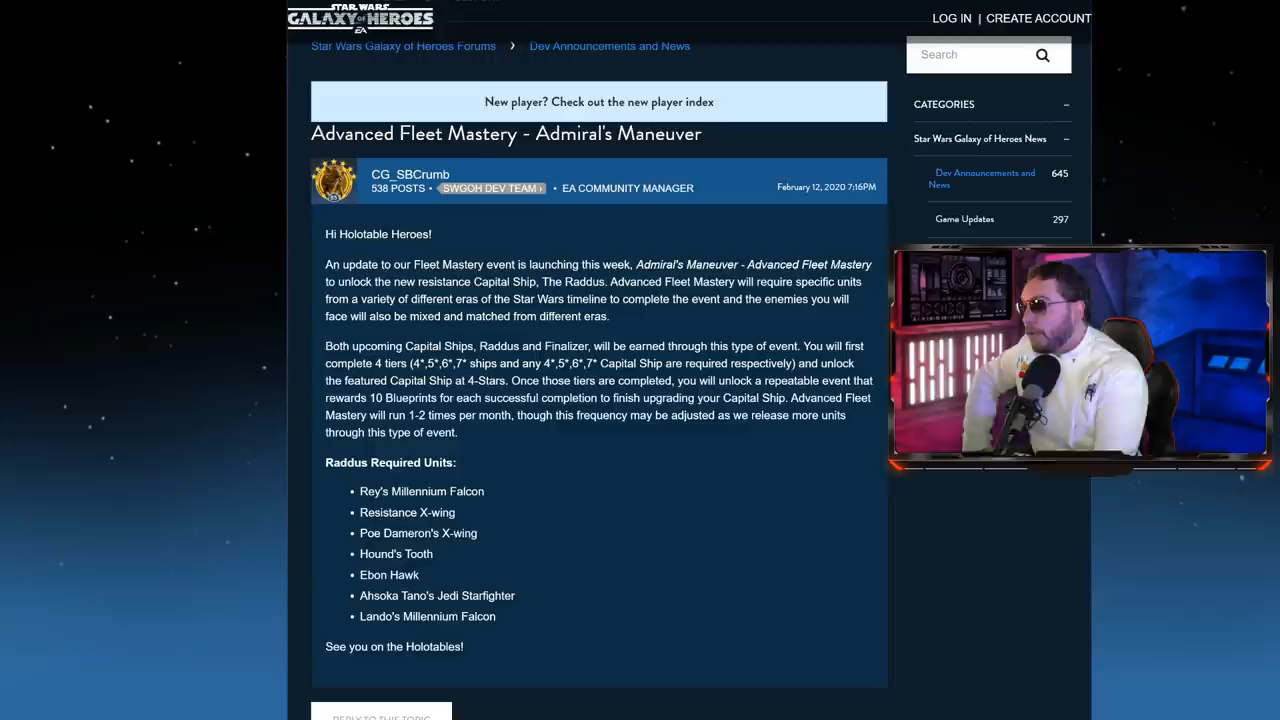 STAR WARS
GALAXY OF HEROES
EA
LOG IN | CREATE ACCOUNT
Star Wars Galaxy of Heroes Forums › Dev Announcements and News
Search
New player? Check out the new player index
Advanced Fleet Mastery - Admiral's Maneuver
CG_SBCrumb
538 POSTS • SWGOH DEV TEAM › • EA COMMUNITY MANAGER
February 12, 2020 7:16PM
85
Hi Holotable Heroes!
An update to our Fleet Mastery event is launching this week, Admiral's Maneuver - Advanced Fleet Mastery
to unlock the new resistance Capital Ship, The Raddus. Advanced Fleet Mastery will require specific units
from a variety of different eras of the Star Wars timeline to complete the event and the enemies you will
face will also be mixed and matched from different eras.
Both upcoming Capital Ships, Raddus and Finalizer, will be earned through this type of event. You will first
complete 4 tiers (4*,5*,6*,7* ships and any 4*,5*,6*,7* Capital Ship are required respectively) and unlock
the featured Capital Ship at 4-Stars. Once those tiers are completed, you will unlock a repeatable event that
rewards 10 Blueprints for each successful completion to finish upgrading your Capital Ship. Advanced Fleet
Mastery will run 1-2 times per month, though this frequency may be adjusted as we release more units
through this type of event.
Raddus Required Units:
• Rey's Millennium Falcon
• Resistance X-wing
• Poe Dameron's X-wing
• Hound's Tooth
• Ebon Hawk
• Ahsoka Tano's Jedi Starfighter
• Lando's Millennium Falcon
See you on the Holotables!
REPLY TO THIS TOPIC
CATEGORIES –
Star Wars Galaxy of Heroes News –
Dev Announcements and
News
645
Game Updates 297